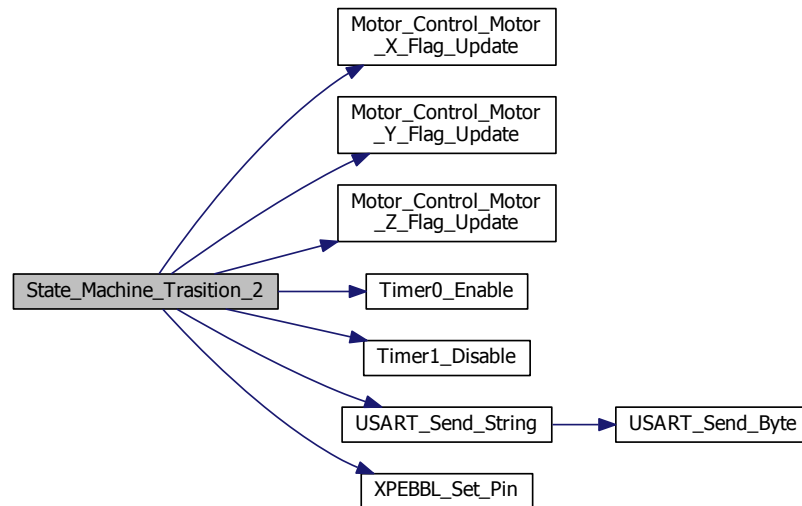 Motor_Control_Motor
_X_Flag_Update
Motor_Control_Motor
_Y_Flag_Update
Motor_Control_Motor
_Z_Flag_Update
State_Machine_Trasition_2
Timer0_Enable
Timer1_Disable
USART_Send_String
USART_Send_Byte
XPEBBL_Set_Pin